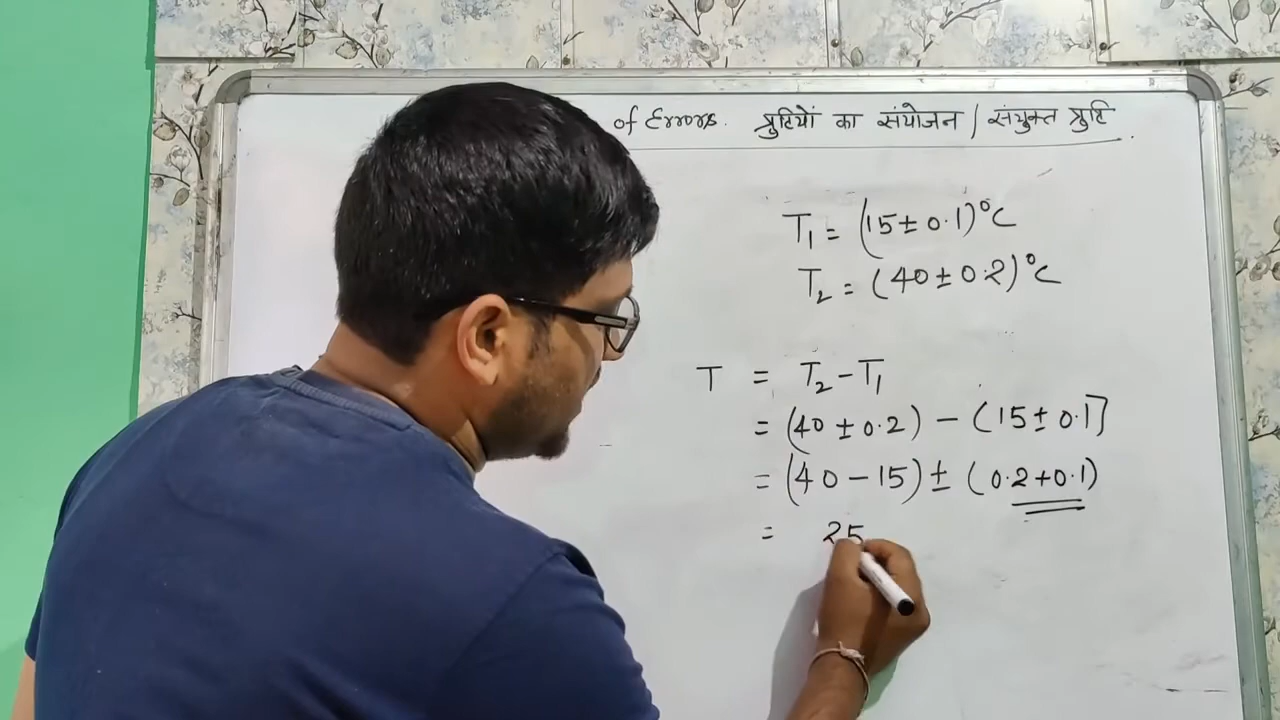 of Errors. त्रुटियों का संयोजन / संयुक्त त्रुटि
T₁ = (15 ± 0.1)°C
T₂ = (40 ± 0.2)°C
T = T₂ - T₁
= (40 ± 0.2) - (15 ± 0.1]
= (40 - 15) ± (0.2 + 0.1)
= 25